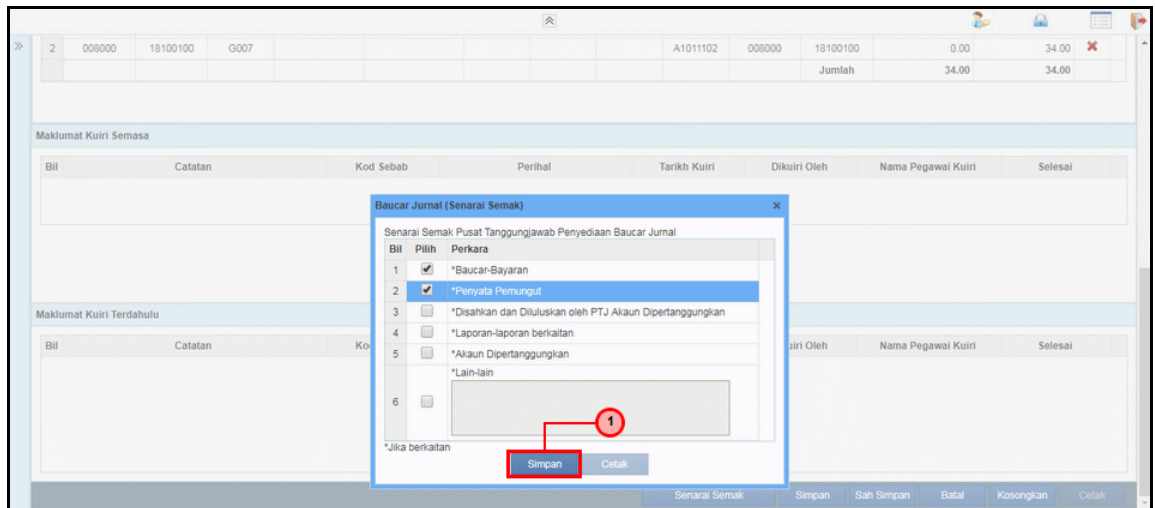 2 008000 18100100 G007 A1011102 008000 18100100 0.00 34.00
Jumlah 34.00 34.00
Maklumat Kuiri Semasa
Bil Catatan Kod Sebab Perihal Tarikh Kuiri Dikuiri Oleh Nama Pegawai Kuiri Selesai
Baucar Jurnal (Senarai Semak) x
Senarai Semak Pusat Tanggungjawab Penyediaan Baucar Jurnal
Bil Pilih Perkara
1 *Baucar-Bayaran
2 *Penyata Pemungut
3 *Disahkan dan Diluluskan oleh PTJ Akaun Dipertanggungkan
4 *Laporan-laporan berkaitan
5 *Akaun Dipertanggungkan
*Lain-lain
6
1
*Jika berkaitan
Simpan Cetak
Maklumat Kuiri Terdahulu
Bil Catatan Ko uiri Oleh Nama Pegawai Kuiri Selesai
Senarai Semak Simpan Sah Simpan Batal Kosongkan Cetak